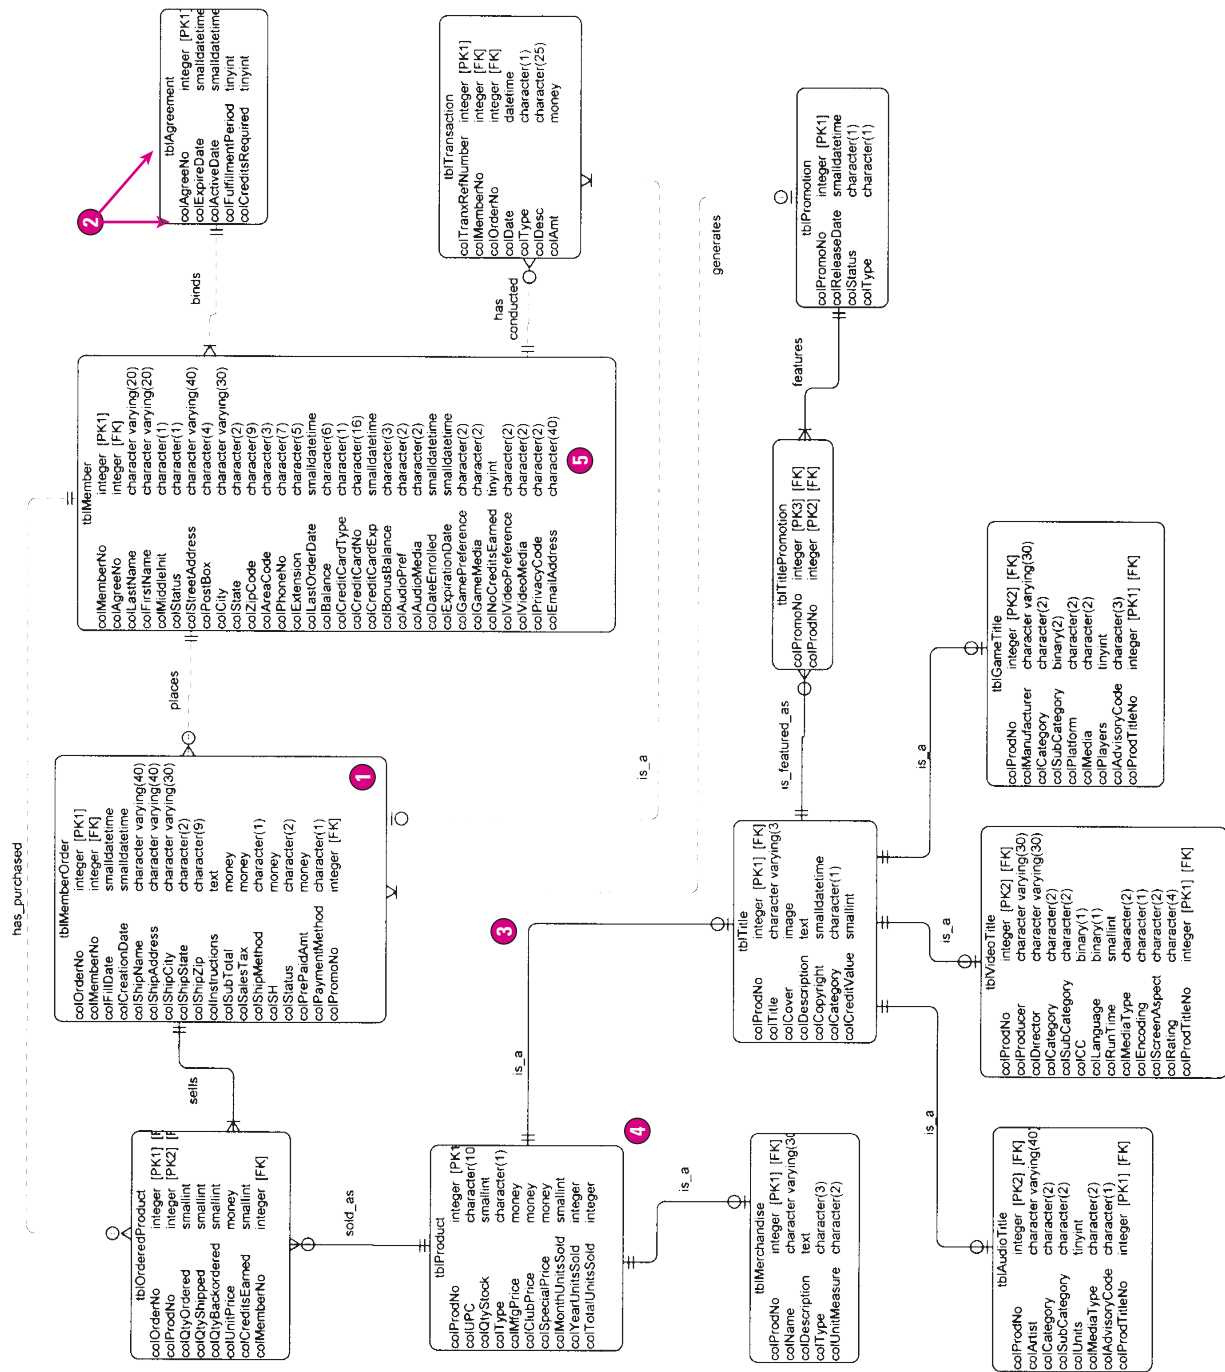 has_purchased
tblOrderedProduct
colOrderNo integer [PK1]
colProdNo integer [PK2]
colQtyOrdered smallint
colQtyShipped smallint
colQtyBackordered smallint
colUnitPrice money
colCreditsEarned smallint
colMemberNo integer [FK]
sells
tblMemberOrder
colOrderNo integer [PK1]
colMemberNo integer [FK]
colFillDate smalldatetime
colCreationDate smalldatetime
colShipName character varying(40)
colShipAddress character varying(40)
colShipCity character varying(30)
colShipState character(2)
colShipZip character(9)
colInstructions text
colSubTotal money
colSalesTax money
colShipMethod character(1)
colSH money
colStatus character(2)
colPrePaidAmt money
colPaymentMethod character(1)
colPromoNo integer [FK]
1
places
tblMember
colMemberNo integer [PK1]
colAgreeNo integer [FK]
colLastName character varying(20)
colFirstName character varying(20)
colMiddleInit character(1)
colStatus character(1)
colStreetAddress character varying(40)
colPostBox character(4)
colCity character varying(30)
colState character(2)
colZipCode character(9)
colAreaCode character(3)
colPhoneNo character(7)
colExtension character(5)
colLastOrderDate smalldatetime
colBalance character(6)
colCreditCardType character(1)
colCreditCardNo character(16)
colCreditCardExp smalldatetime
colBonusBalance character(3)
colAudioPref character(2)
colAudioMedia character(2)
colDateEnrolled smalldatetime
colExpirationDate smalldatetime
colGamePreference character(2)
colGameMedia character(2)
colNoCreditsEarned tinyint
colVideoPreference character(2)
colVideoMedia character(2)
colPrivacyCode character(2)
colEmailAddress character(40)
5
binds
2
tblAgreement
colAgreeNo integer [PK1]
colExpireDate smalldatetime
colActiveDate smalldatetime
colFulfillmentPeriod tinyint
colCreditsRequired tinyint
has
conducted
tblTransaction
colTranxRefNumber integer [PK1]
colMemberNo integer [FK]
colOrderNo integer [FK]
colDate datetime
colType character(1)
colDesc character(25)
colAmt money
sold_as
tblProduct
colProdNo integer [PK1
colUPC character(10
colQtyStock smallint
colType character(1)
colMfgPrice money
colClubPrice money
colSpecialPrice money
colMonthUnitsSold smallint
colYearUnitsSold integer
colTotalUnitsSold integer
4
is_a
3
is_a
generates
tblTitle
colProdNo integer [PK1] [FK]
colTitle character varying(3
colCover image
colDescription text
colCopyright smalldatetime
colCategory character(1)
colCreditValue smallint
is_featured_as
tblTitlePromotion
colPromoNo integer [PK3] [FK]
colProdNo integer [PK2] [FK]
features
tblPromotion
colPromoNo integer [PK1]
colReleaseDate smalldatetime
colStatus character(1)
colType character(1)
is_a
tblMerchandise
colProdNo integer [PK1] [FK]
colName character varying(30
colDescription text
colType character(3)
colUnitMeasure character(2)
is_a
tblAudioTitle
colProdNo integer [PK2] [FK]
colArtist character varying(40)
colCategory character(2)
colSubCategory character(2)
colUnits tinyint
colMediaType character(2)
colAdvisoryCode character(1)
colProdTitleNo integer [PK1] [FK]
is_a
tblVideoTitle
colProdNo integer [PK2] [FK]
colProducer character varying(30)
colDirector character varying(30)
colCategory character(2)
colSubCategory character(2)
colCC binary(1)
colLanguage binary(1)
colRunTime smallint
colMediaType character(2)
colEncoding character(1)
colScreenAspect character(2)
colRating character(4)
colProdTitleNo integer [PK1] [FK]
is_a
tblGameTitle
colProdNo integer [PK2] [FK]
colManufacturer character varying(30)
colCategory character(2)
colSubCategory binary(2)
colPlatform character(2)
colMedia character(2)
colPlayers tinyint
colAdvisoryCode character(3)
colProdTitleNo integer [PK1] [FK]